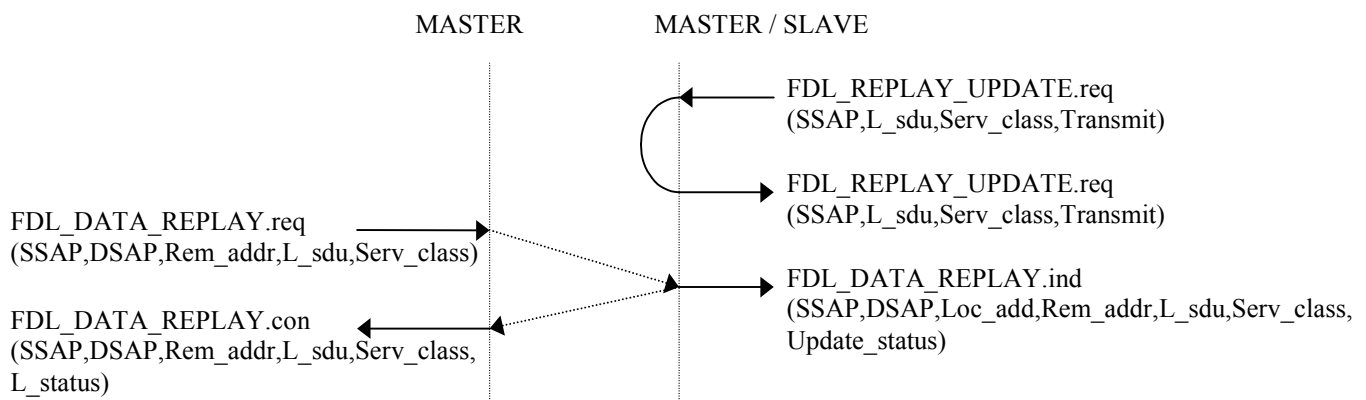 MASTER
MASTER / SLAVE
FDL_REPLAY_UPDATE.req
(SSAP,L_sdu,Serv_class,Transmit)
FDL_REPLAY_UPDATE.req
(SSAP,L_sdu,Serv_class,Transmit)
FDL_DATA_REPLAY.req
(SSAP,DSAP,Rem_addr,L_sdu,Serv_class)
FDL_DATA_REPLAY.ind
(SSAP,DSAP,Loc_add,Rem_addr,L_sdu,Serv_class,
Update_status)
FDL_DATA_REPLAY.con
(SSAP,DSAP,Rem_addr,L_sdu,Serv_class,
L_status)